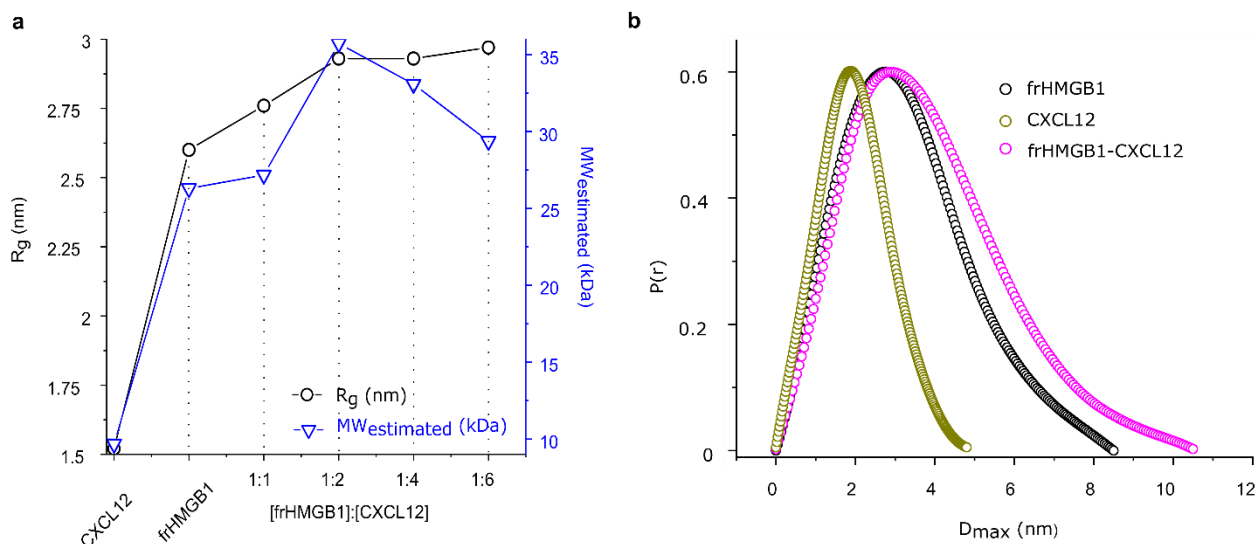 a
3
2.75
2.5
2.25
2
1.75
1.5
Rg (nm)
35
30
25
20
15
10
MWestimated (kDa)
Rg (nm)
MWestimated (kDa)
CXCL12
frHMGB1
1:1
1:2
1:4
1:6
[frHMGB1]:[CXCL12]
b
0.6
0.4
0.2
0
P(r)
frHMGB1
CXCL12
frHMGB1-CXCL12
0
2
4
6
8
10
12
Dmax (nm)